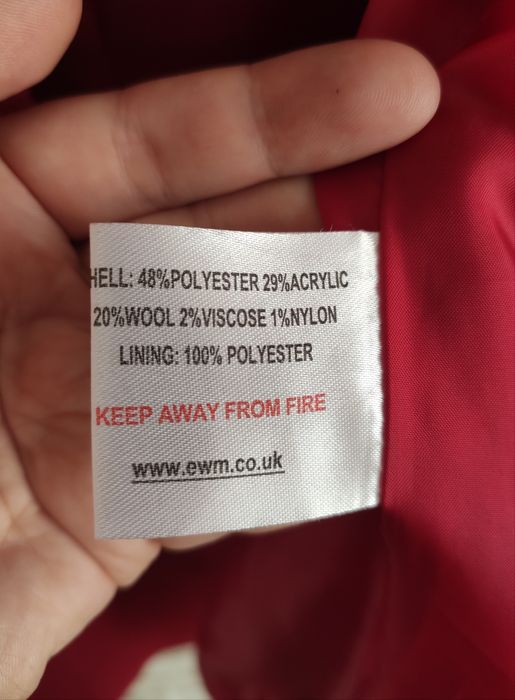 HELL: 48%POLYESTER 29%ACRYLIC
20%WOOL 2%VISCOSE 1%NYLON
LINING: 100% POLYESTER
KEEP AWAY FROM FIRE
www.ewm.co.uk